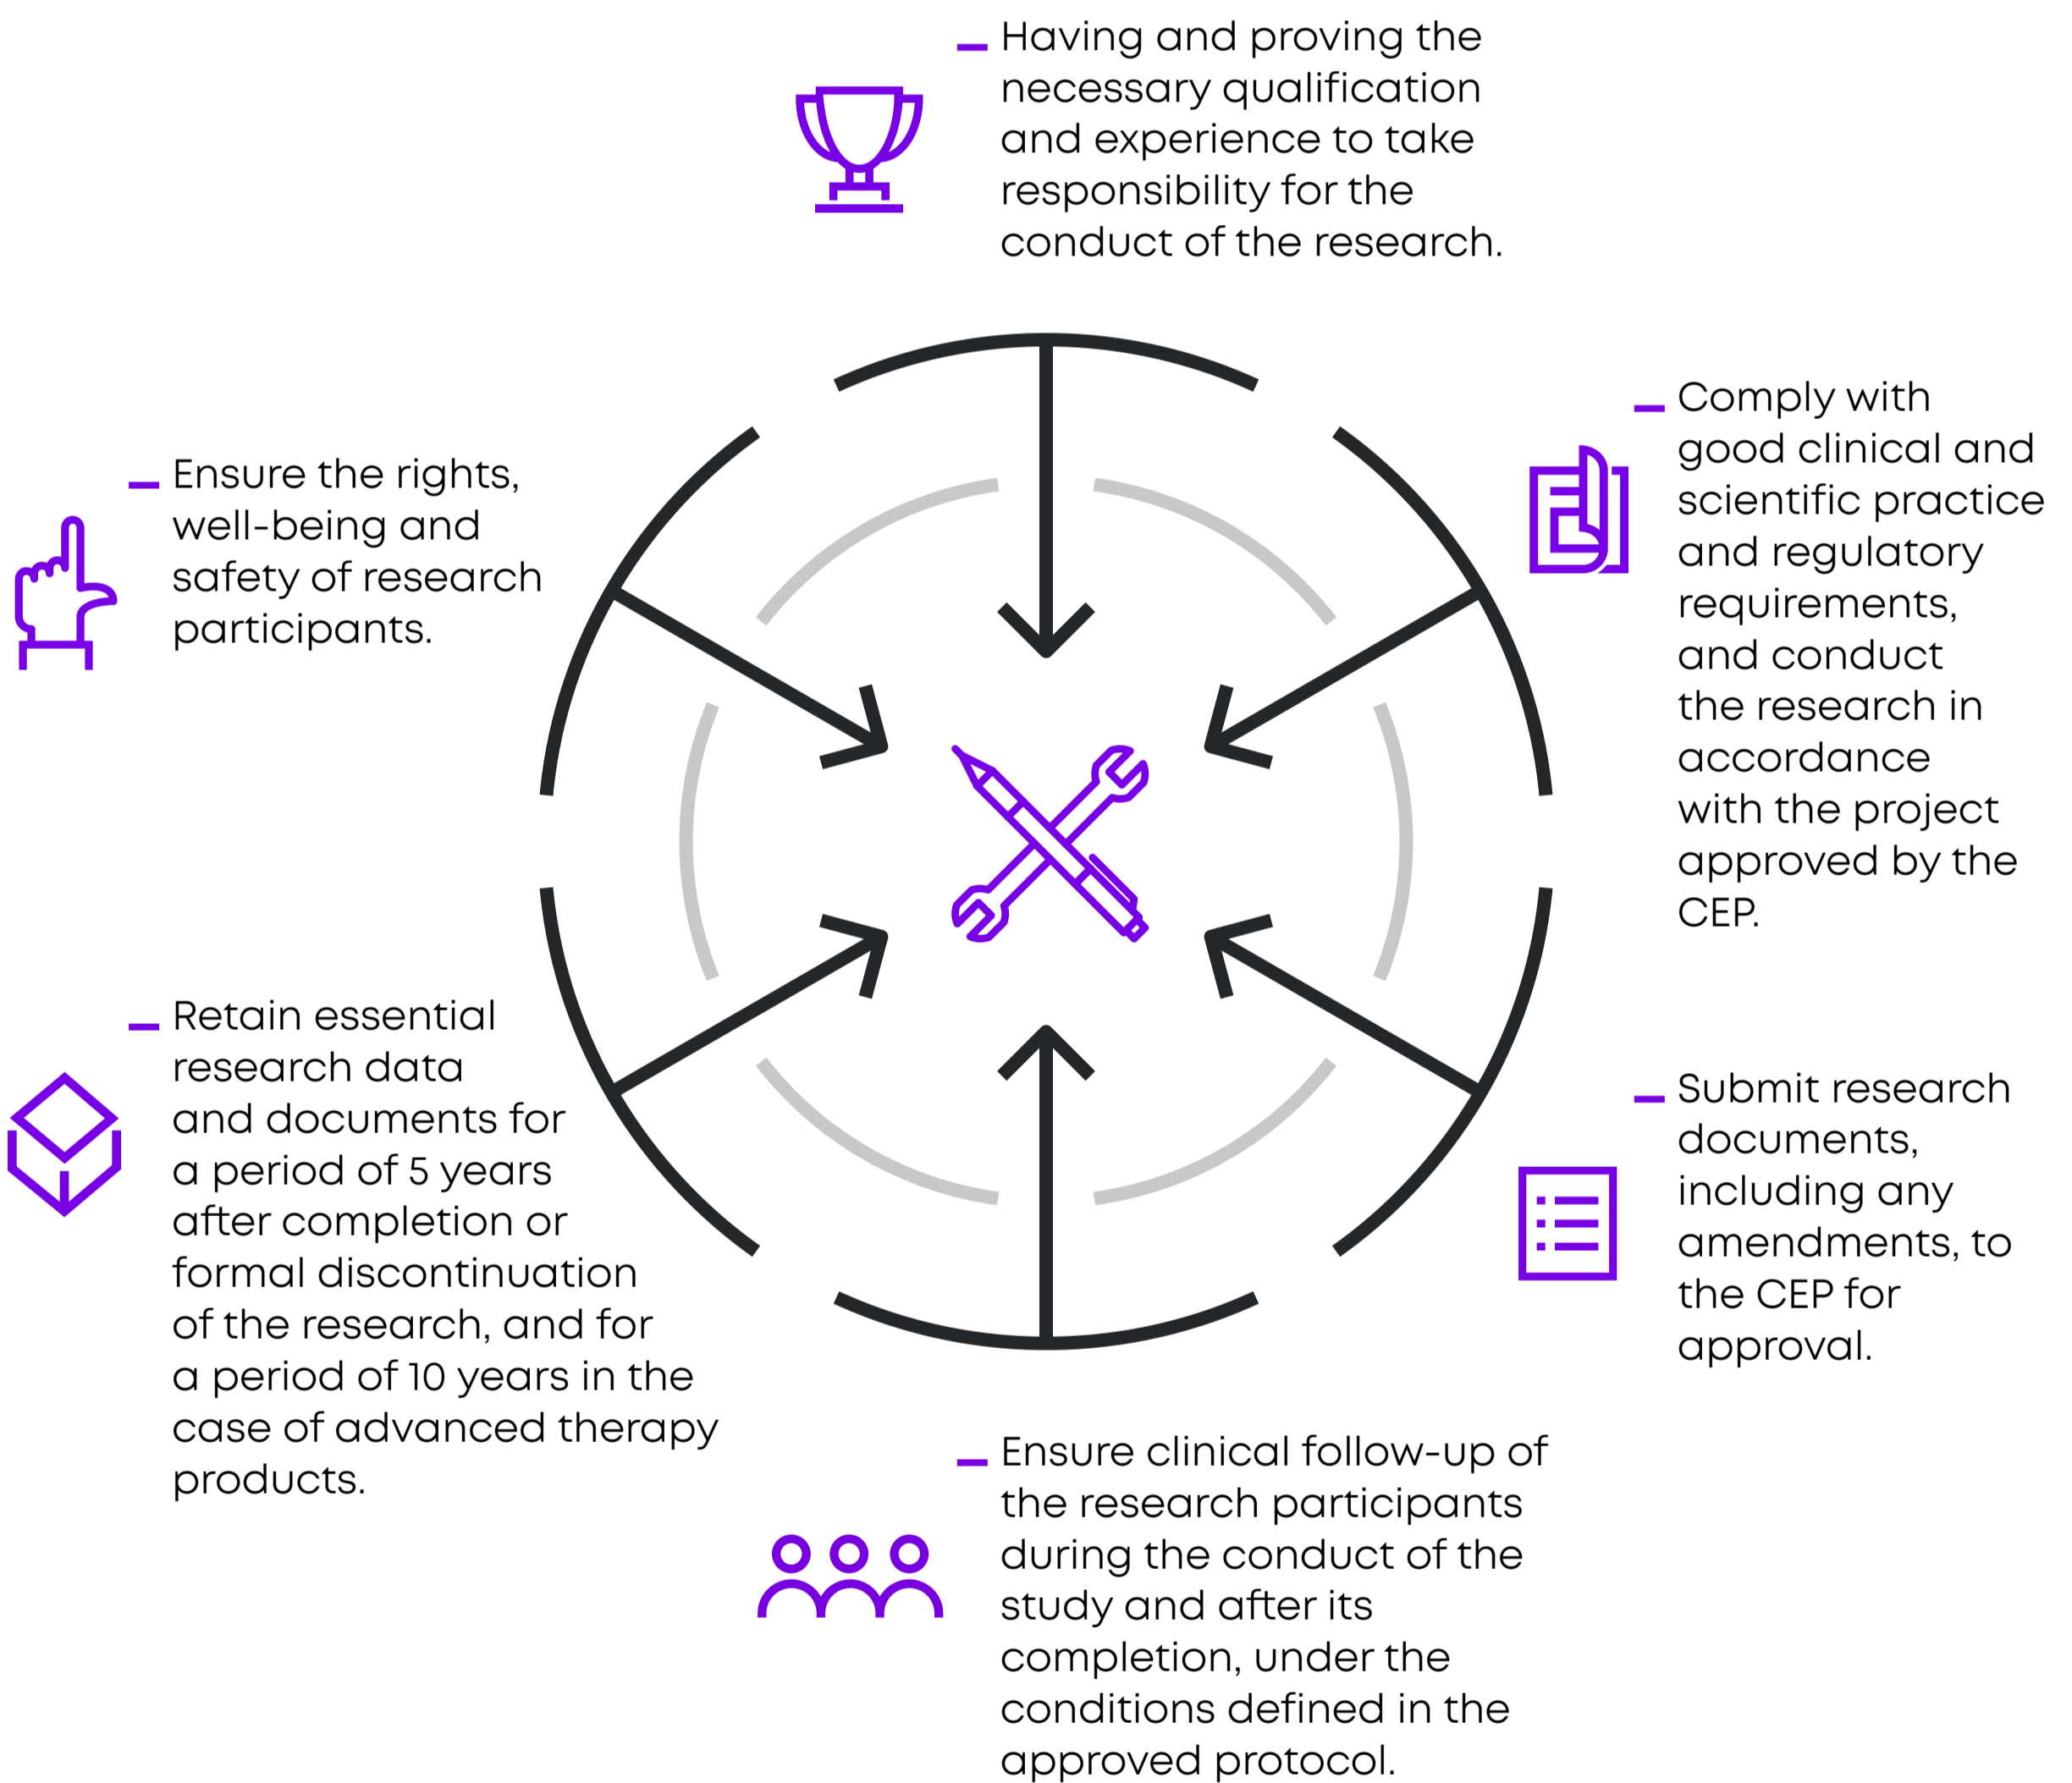 Having and proving the
necessary qualification
and experience to take
responsibility for the
conduct of the research.
Comply with
good clinical and
scientific practice
and regulatory
requirements,
and conduct
the research in
accordance
with the project
approved by the
CEP.
Submit research
documents,
including any
amendments, to
the CEP for
approval.
Ensure clinical follow-up of
the research participants
during the conduct of the
study and after its
completion, under the
conditions defined in the
approved protocol.
Retain essential
research data
and documents for
a period of 5 years
after completion or
formal discontinuation
of the research, and for
a period of 10 years in the
case of advanced therapy
products.
Ensure the rights,
well-being and
safety of research
participants.